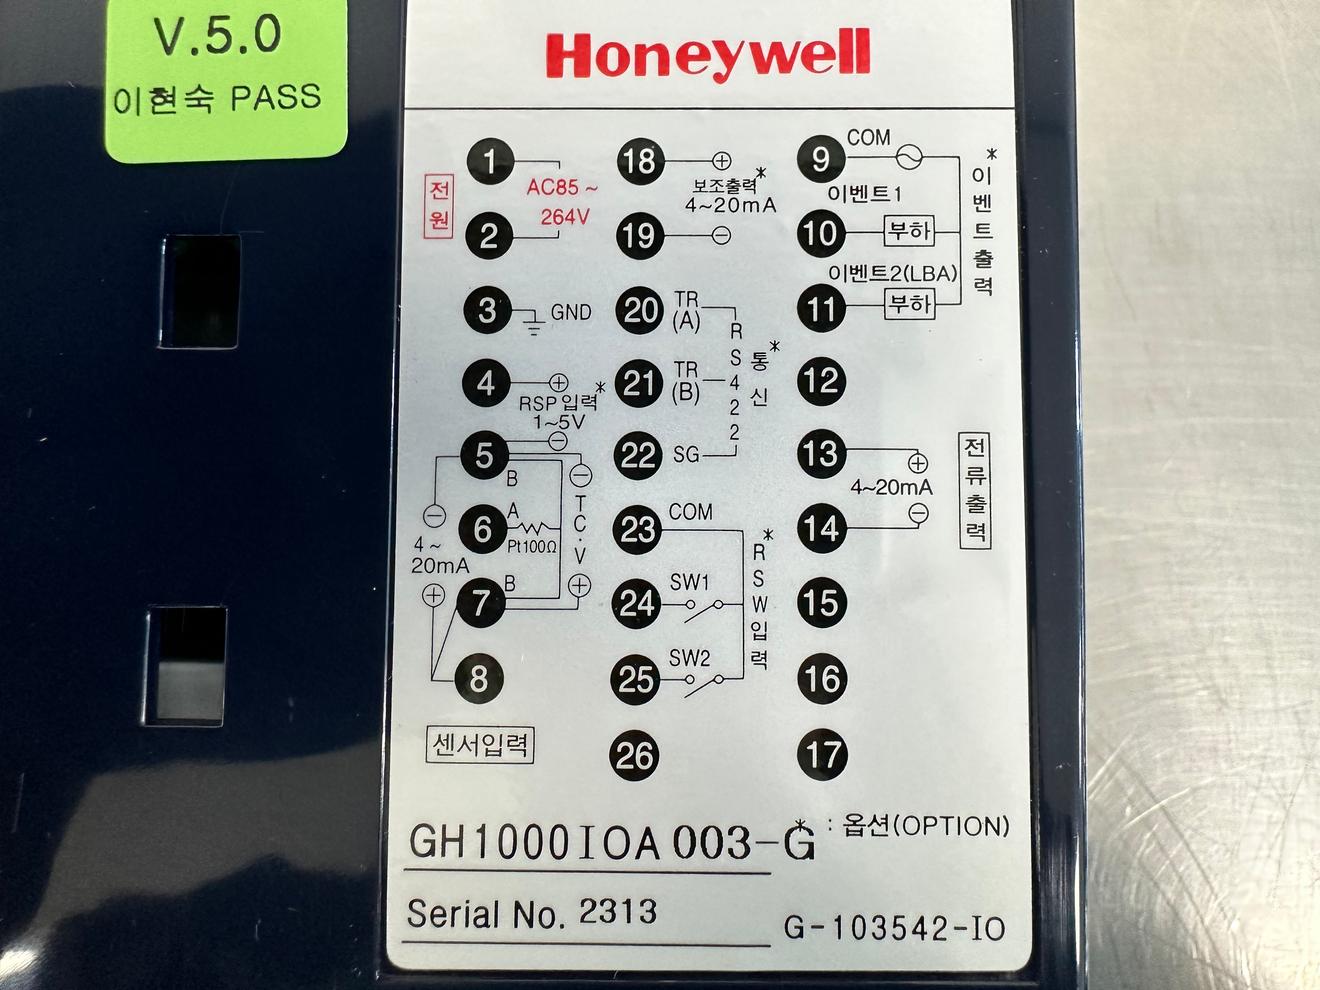 V.5.0
이현숙 PASS
Honeywell
전원
1
AC85 ~
264V
2
3 GND
4 ⊕
RSP 입력*
1~5V
5 ⊖
B
⊖
6 A
Pt100Ω
TC·V
⊖
4 ~
20mA
⊕
7 B
⊕
8
센서입력
18 ⊕
보조출력*
4~20mA
19 ⊖
20 TR
(A)
21 TR
(B)
22 SG
RS422
통신*
23 COM
24 SW1
25 SW2
*RSW입력
26
9 COM
이벤트1
10 부하
이벤트2(LBA)
11 부하
*이벤트출력
12
13 ⊕
4~20mA
14 ⊖
전류출력
15
16
17
GH1000IOA 003-G
* : 옵션(OPTION)
Serial No. 2313
G-103542-IO